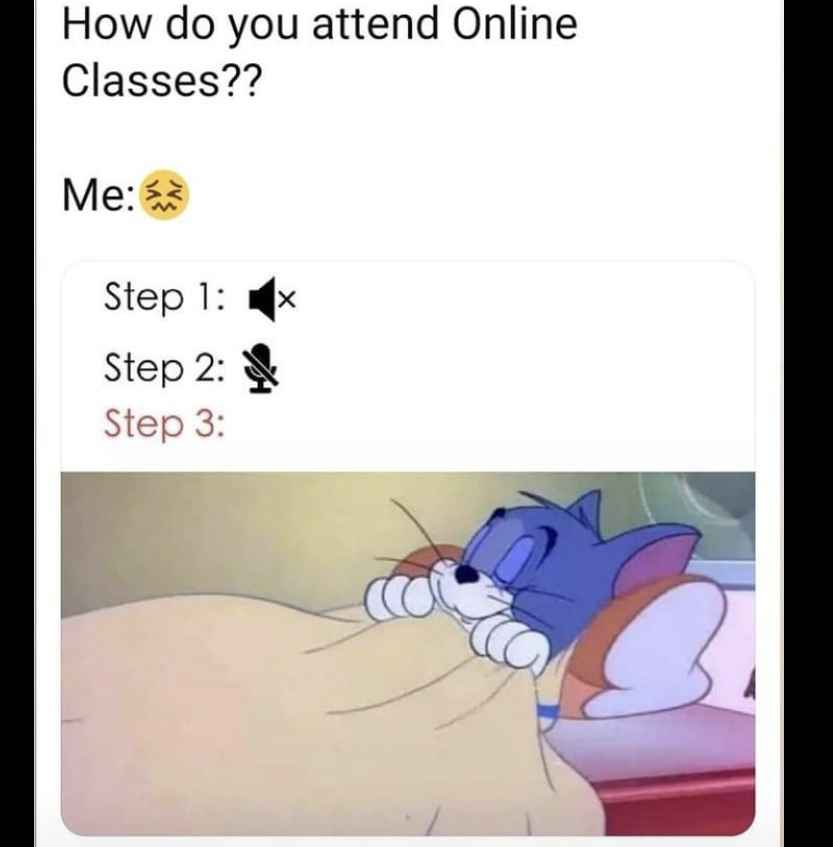 How do you attend Online
Classes??
Me:😖
Step 1:
Step 2:
Step 3: